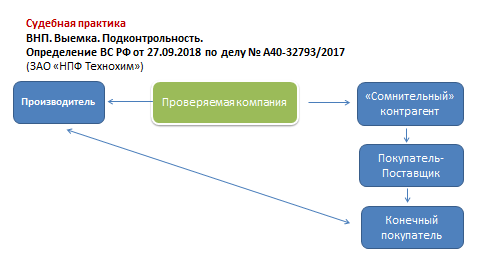 Судебная практика
ВНП. Выемка. Подконтрольность.
Определение ВС РФ от 27.09.2018 по делу № А40-32793/2017
(ЗАО «НПФ Технохим»)
Производитель
Проверяемая компания
«Сомнительный»
контрагент
Покупатель-
Поставщик
Конечный
покупатель